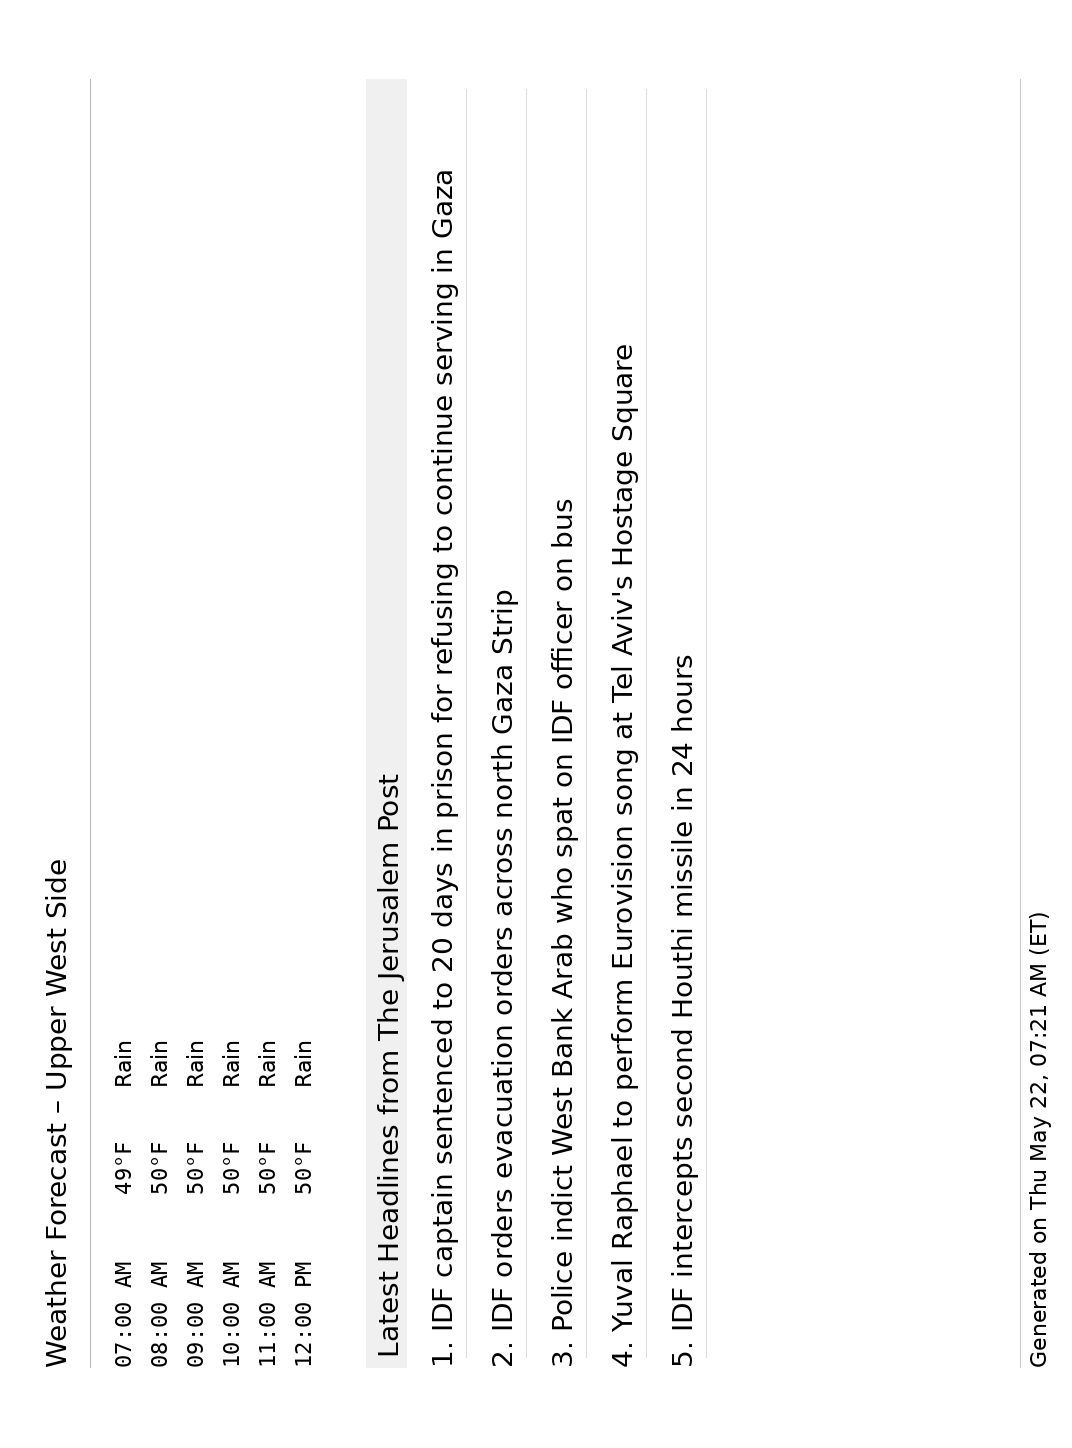 Weather Forecast – Upper West Side
07:00 AM 49°F Rain
08:00 AM 50°F Rain
09:00 AM 50°F Rain
10:00 AM 50°F Rain
11:00 AM 50°F Rain
12:00 PM 50°F Rain
Latest Headlines from The Jerusalem Post
1. IDF captain sentenced to 20 days in prison for refusing to continue serving in Gaza
2. IDF orders evacuation orders across north Gaza Strip
3. Police indict West Bank Arab who spat on IDF officer on bus
4. Yuval Raphael to perform Eurovision song at Tel Aviv's Hostage Square
5. IDF intercepts second Houthi missile in 24 hours
Generated on Thu May 22, 07:21 AM (ET)